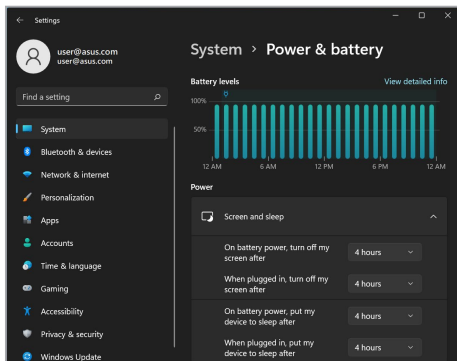 Settings
user@asus.com
user@asus.com
Find a setting
System
Bluetooth & devices
Network & internet
Personalization
Apps
Accounts
Time & language
Gaming
Accessibility
Privacy & security
Windows Update
System > Power & battery
Battery levels
View detailed info
100%
50%
12 AM 6 AM 12 PM 6 PM 12 AM
Power
Screen and sleep
On battery power, turn off my
screen after
4 hours
When plugged in, turn off my
screen after
4 hours
On battery power, put my
device to sleep after
4 hours
When plugged in, put my
device to sleep after
4 hours